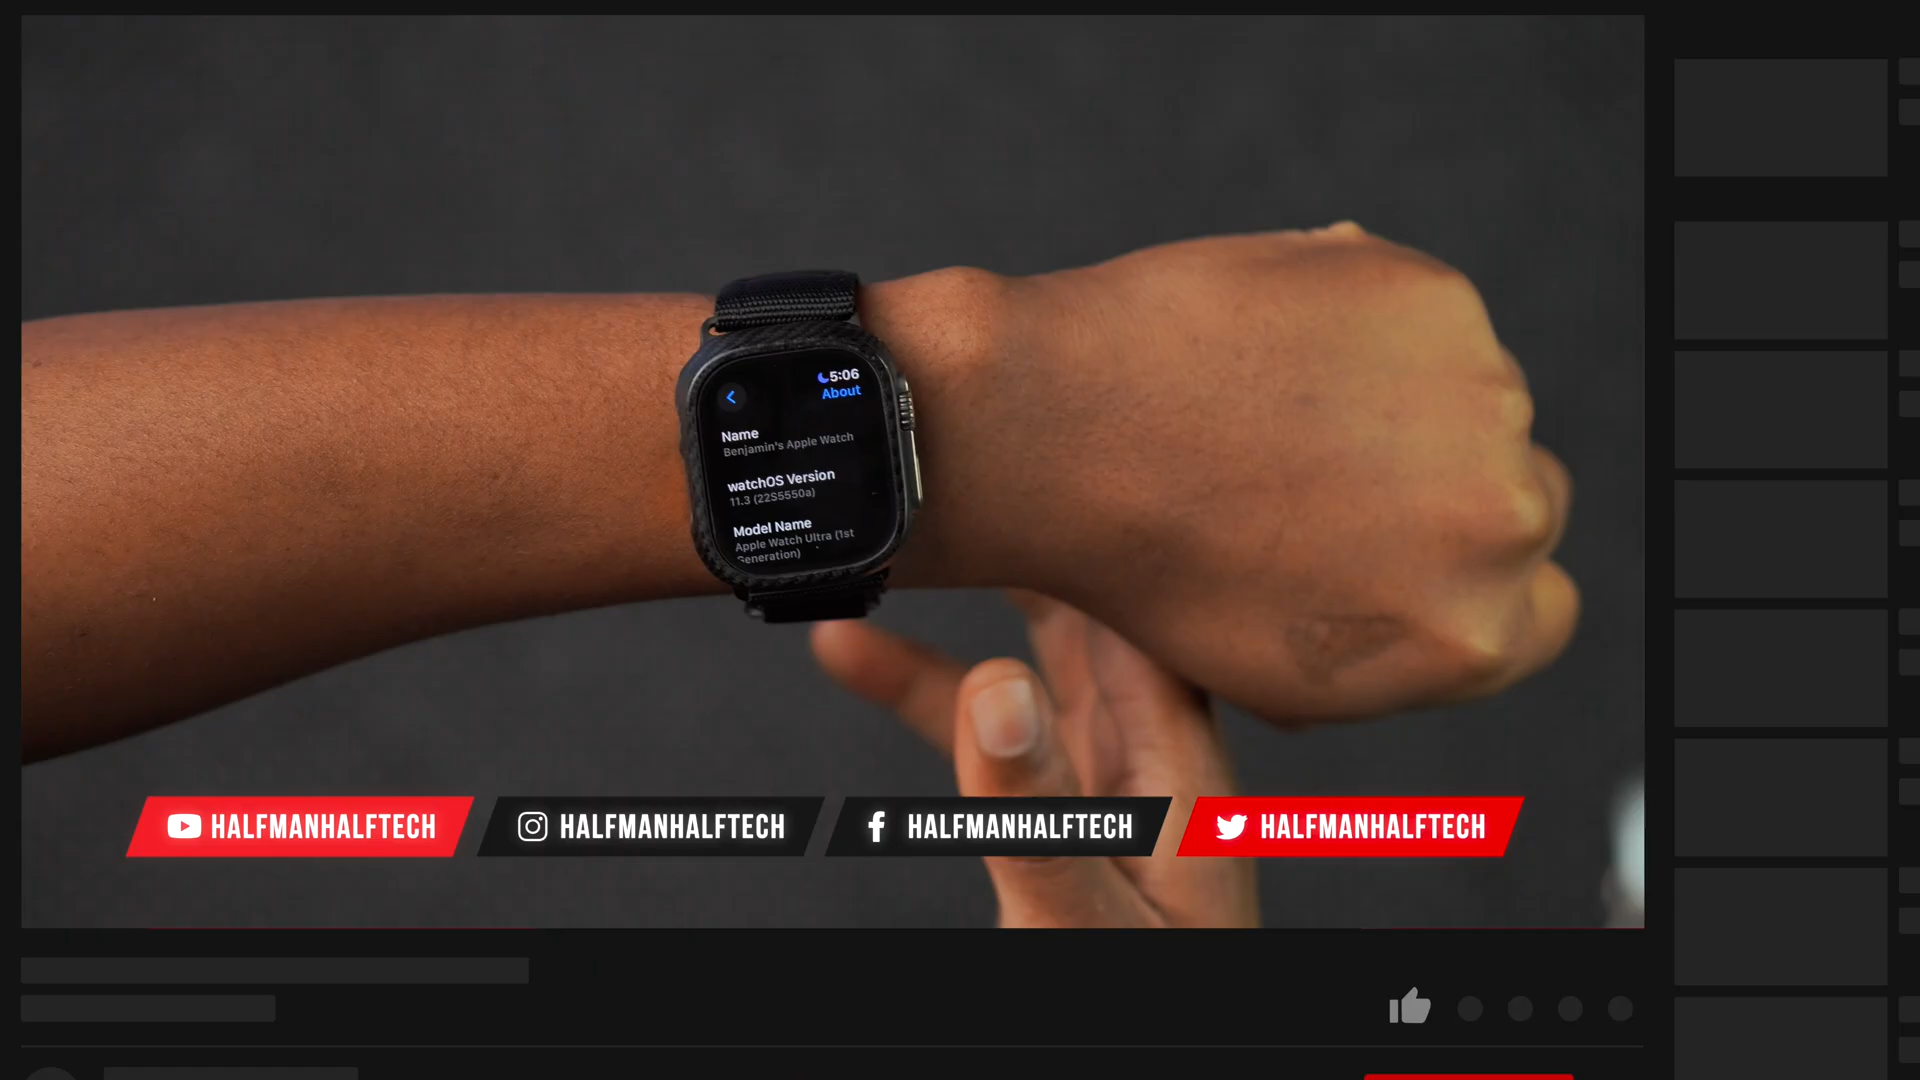 5:06
About
Name
Benjamin's Apple Watch
watchOS Version
11.3 (22S5550a)
Model Name
Apple Watch Ultra (1st
Generation)
HALFMANHALFTECH
HALFMANHALFTECH
HALFMANHALFTECH
HALFMANHALFTECH